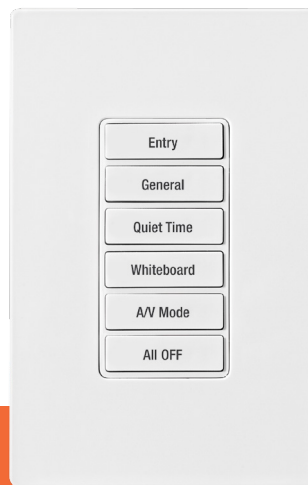 Entry
General
Quiet Time
Whiteboard
A/V Mode
All OFF